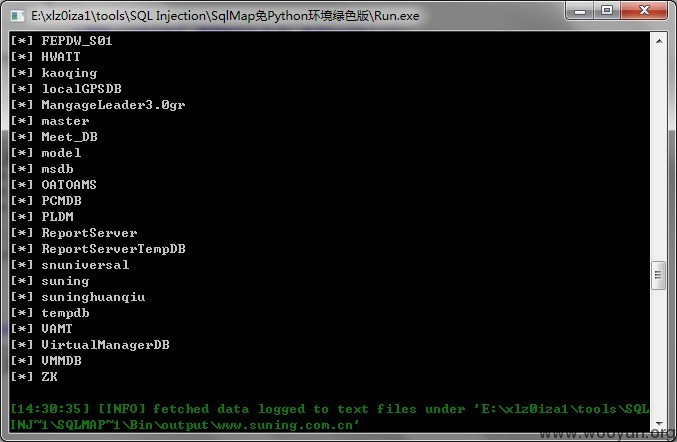 E:\xlz0iza1\tools\SQL Injection\SqlMap免Python环境绿色版\Run.exe
[*] FEPDW_S01
[*] HWATT
[*] kaoqing
[*] localGPSDB
[*] MangageLeader3.0gr
[*] master
[*] Meet_DB
[*] model
[*] msdb
[*] OATOAMS
[*] PCMDB
[*] PLDM
[*] ReportServer
[*] ReportServerTempDB
[*] snuniversal
[*] suning
[*] suninghuanqiu
[*] tempdb
[*] VAMT
[*] VirtualManagerDB
[*] VMMDB
[*] ZK
[14:30:35] [INFO] fetched data logged to text files under 'E:\xlz0iza1\tools\SQL
INJ~1\SQLMAP~1\Bin\output\www.suning.com.cn'
www.wooyun.org